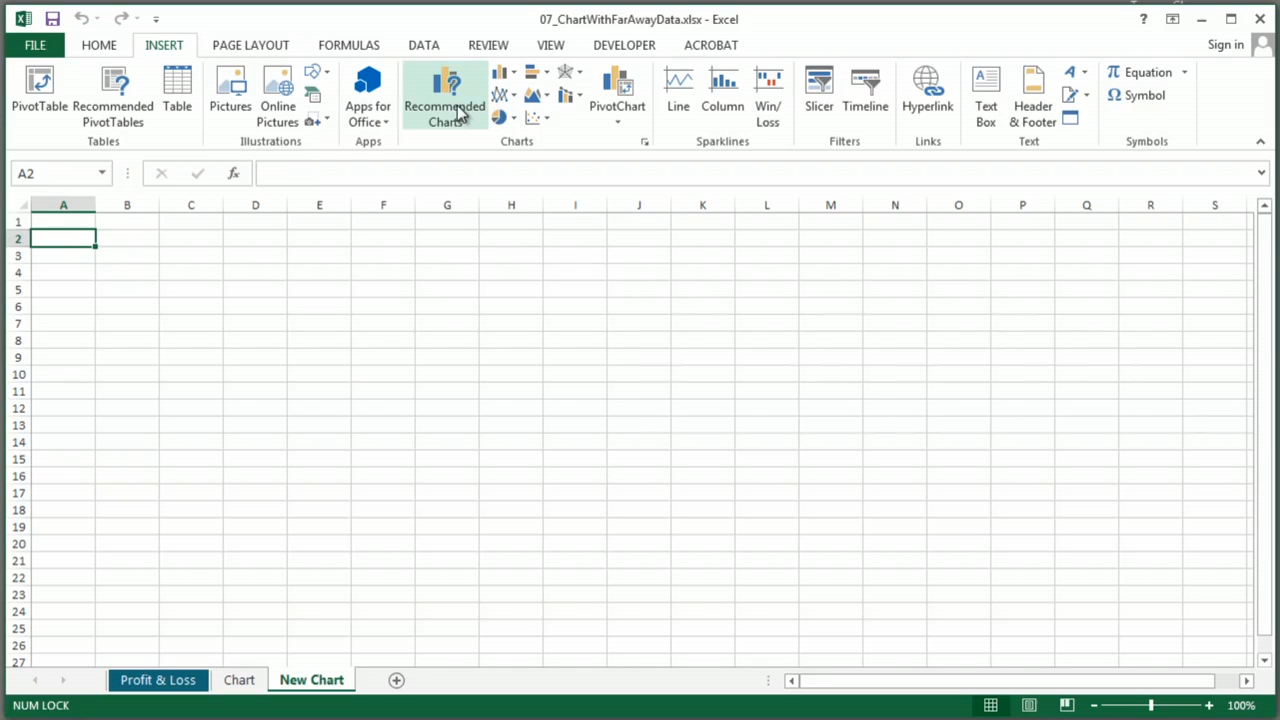 07_ChartWithFarAwayData.xlsx - Excel
FILE HOME INSERT PAGE LAYOUT FORMULAS DATA REVIEW VIEW DEVELOPER ACROBAT Sign in
PivotTable
Recommended PivotTables
Table
Tables
Pictures
Online Pictures
Illustrations
Apps for Office
Apps
Recommended Charts
PivotChart
Charts
Line
Column
Win/ Loss
Sparklines
Slicer
Timeline
Filters
Hyperlink
Links
Text Box
Header & Footer
Text
Equation
Symbol
Symbols
A2
fx
A B C D E F G H I J K L M N O P Q R S
1
2
3
4
5
6
7
8
9
10
11
12
13
14
15
16
17
18
19
20
21
22
23
24
25
26
27
Profit & Loss Chart New Chart
NUM LOCK 100%